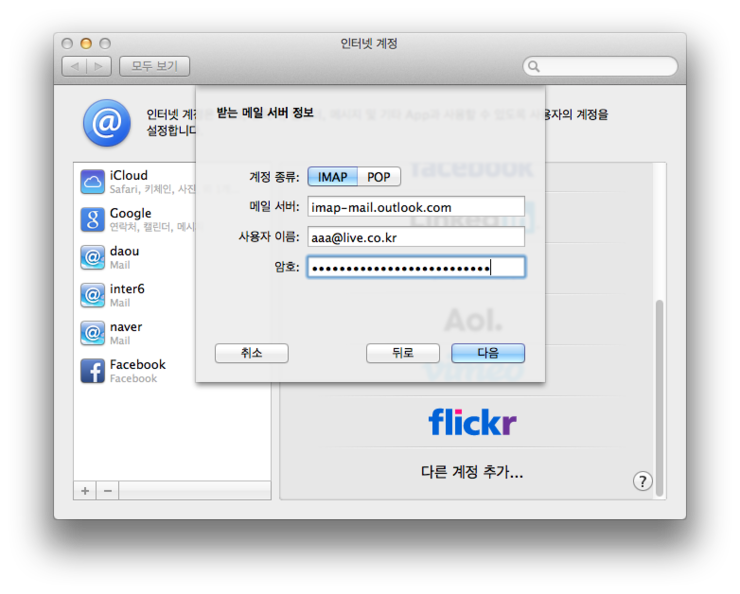 인터넷 계정
모두 보기
인터넷 계정
설정합니다.
메시지 및 기타 App과 사용할 수 있도록 사용자의 계정을
받는 메일 서버 정보
계정 종류: IMAP POP
메일 서버: imap-mail.outlook.com
사용자 이름: aaa@live.co.kr
암호: ••••••••••••••••••••••••••
취소 뒤로 다음
iCloud
Safari, 키체인, 사진
Google
연락처, 캘린더, 메시지
daou
Mail
inter6
Mail
naver
Mail
Facebook
Facebook
facebook
Linked
Aol.
vimeo
flickr
다른 계정 추가...
?